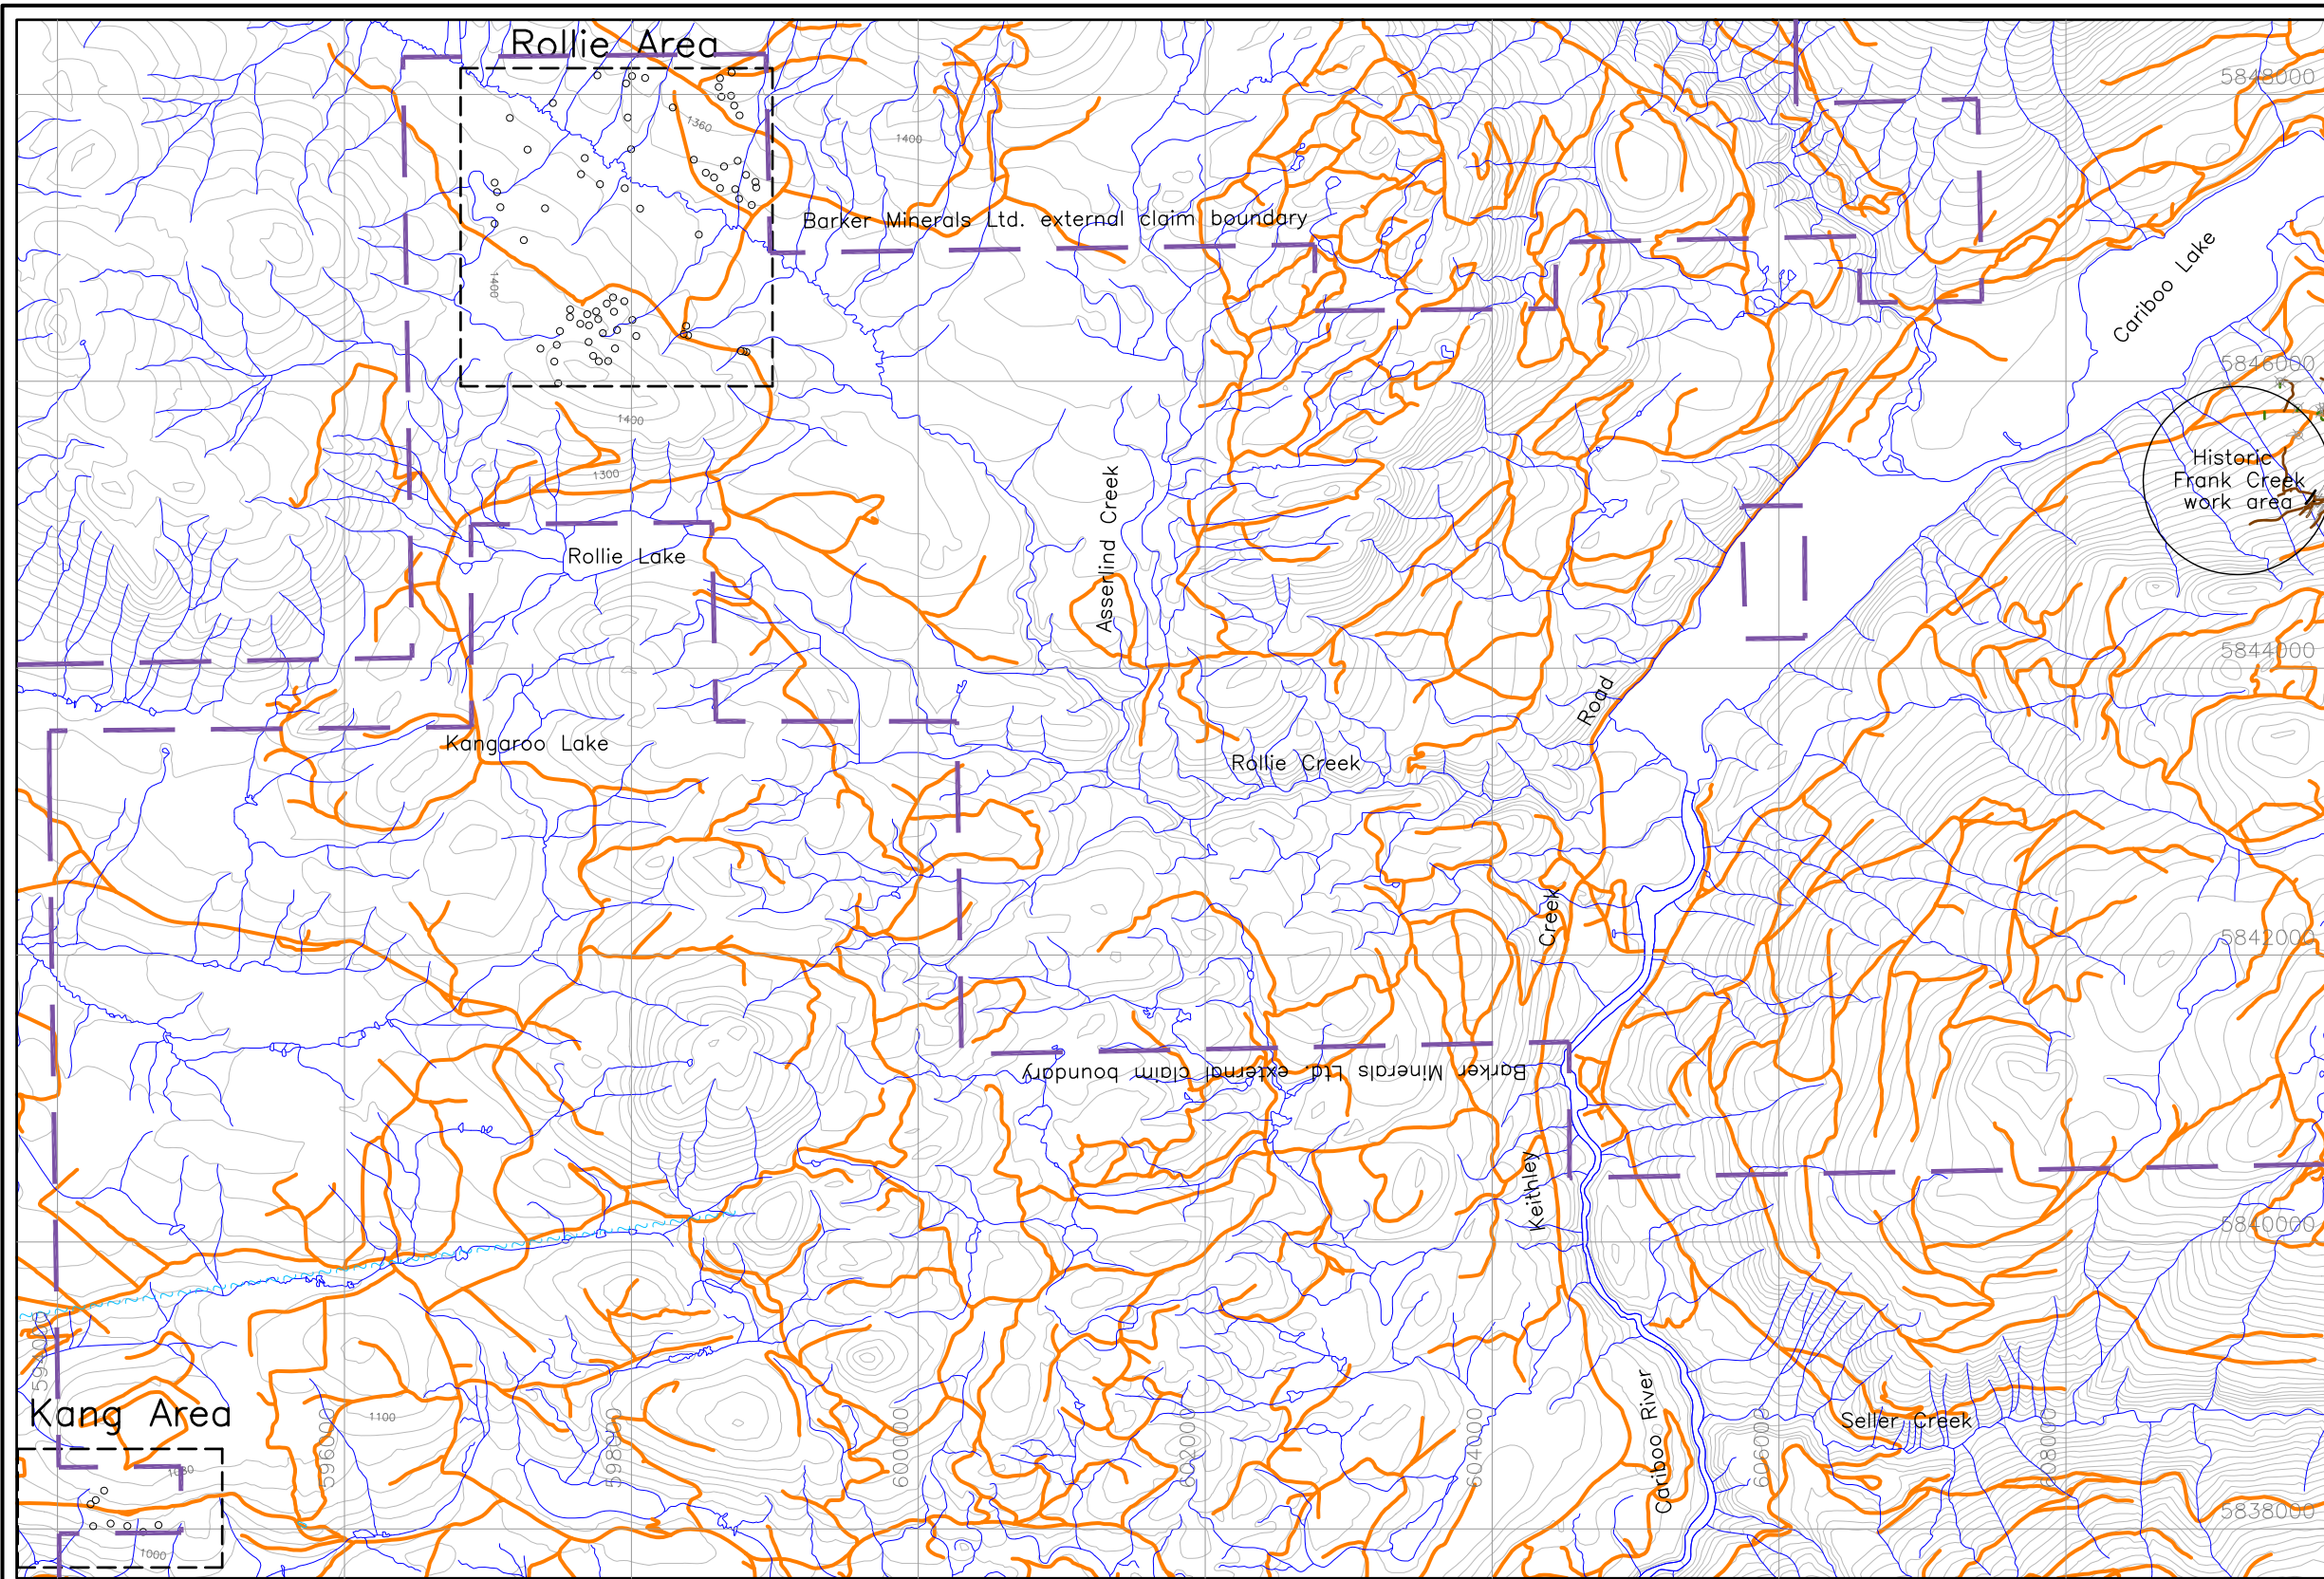 Rollie Area
5848000
1360
1400
Barker Minerals Ltd. external claim boundary
Cariboo Lake
1400
5846000
1400
Historic
Frank Creek
work area
1300
Asserlind Creek
Rollie Lake
5844000
Road
Kangaroo Lake
Rollie Creek
Creek
5842000
Barker Minerals Ltd. external claim boundary
Keithley
5840000
594000
Kang Area
1100
596000
598000
600000
602000
604000
Cariboo River
606000
Seller Creek
608000
1080
5838000
1000